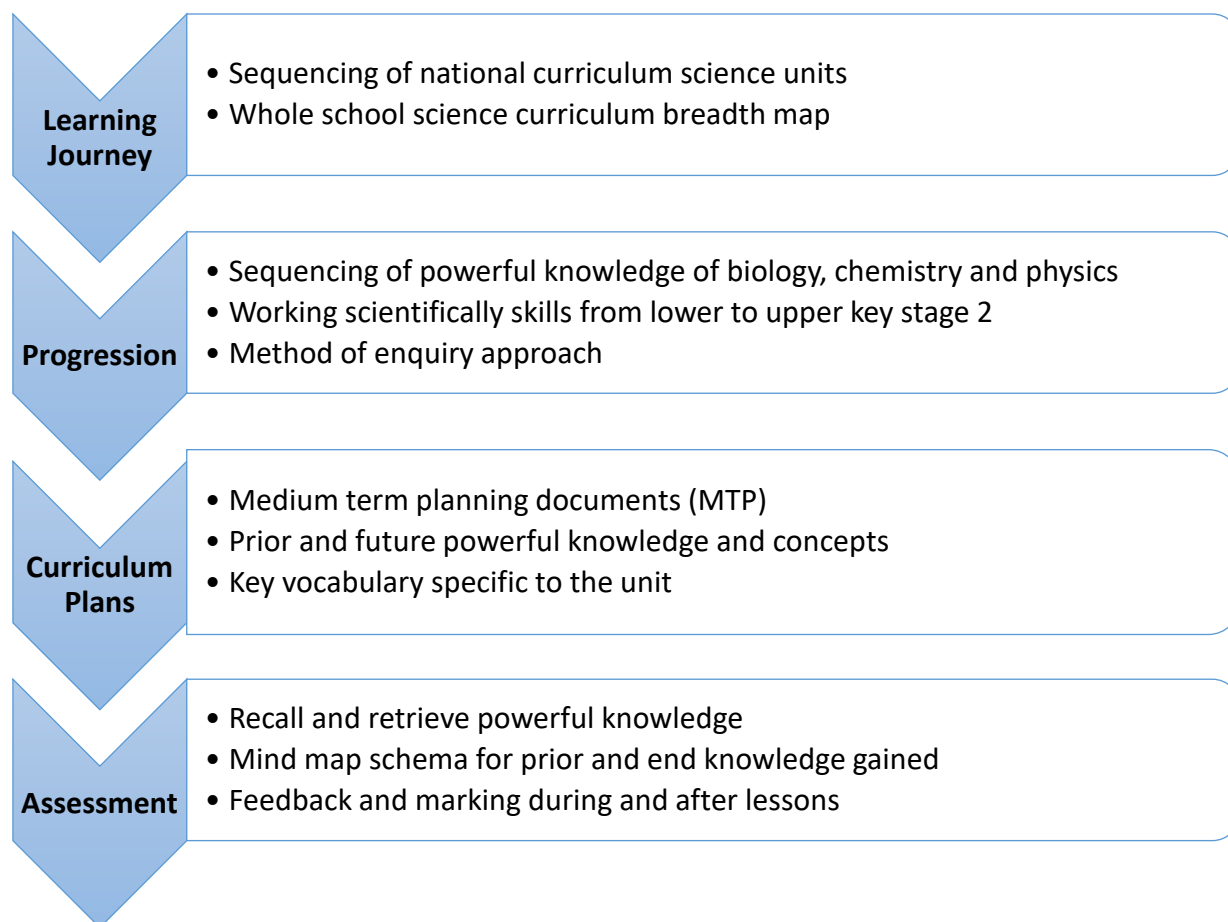 Learning
Journey
• Sequencing of national curriculum science units
• Whole school science curriculum breadth map
Progression
• Sequencing of powerful knowledge of biology, chemistry and physics
• Working scientifically skills from lower to upper key stage 2
• Method of enquiry approach
Curriculum
Plans
• Medium term planning documents (MTP)
• Prior and future powerful knowledge and concepts
• Key vocabulary specific to the unit
Assessment
• Recall and retrieve powerful knowledge
• Mind map schema for prior and end knowledge gained
• Feedback and marking during and after lessons